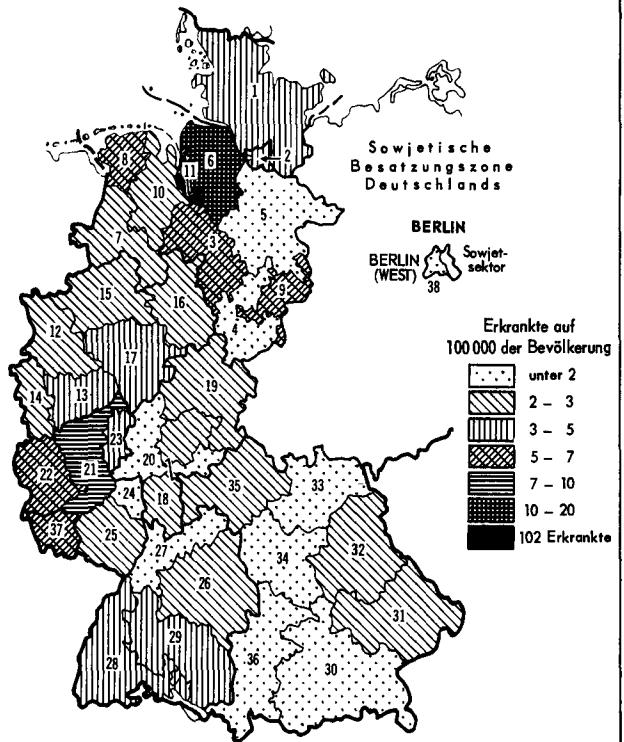 1
8
6
2
11
10
Sowjetische
Besatzungszone
Deutschlands
5
7
3
BERLIN
BERLIN
(WEST)
Sowjet-
sektor
38
9
15
16
4
12
17
Erkrankte auf
100 000 der Bevölkerung
unter 2
2 – 3
3 – 5
5 – 7
7 – 10
10 – 20
102 Erkrankte
14
13
19
23
20
21
22
24
18
35
33
37
25
27
34
32
26
31
29
28
36
30